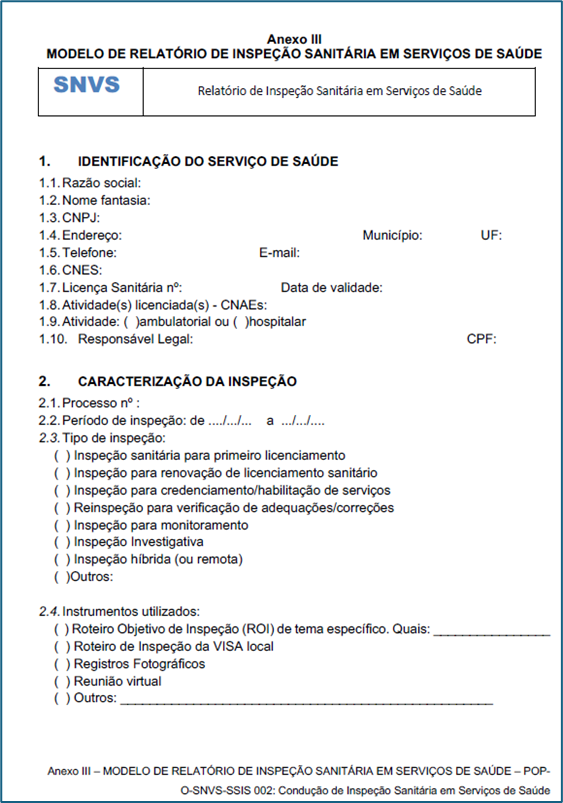 Anexo III
MODELO DE RELATÓRIO DE INSPEÇÃO SANITÁRIA EM SERVIÇOS DE SAÚDE
SNVS
Relatório de Inspeção Sanitária em Serviços de Saúde
1. IDENTIFICAÇÃO DO SERVIÇO DE SAÚDE
1.1. Razão social:
1.2. Nome fantasia:
1.3. CNPJ:
1.4. Endereço: Município: UF:
1.5. Telefone: E-mail:
1.6. CNES:
1.7. Licença Sanitária nº: Data de validade:
1.8. Atividade(s) licenciada(s) - CNAEs:
1.9. Atividade: ( )ambulatorial ou ( )hospitalar
1.10. Responsável Legal: CPF:
2. CARACTERIZAÇÃO DA INSPEÇÃO
2.1. Processo nº :
2.2. Período de inspeção: de ..../.../... a .../.../....
2.3. Tipo de inspeção:
( ) Inspeção sanitária para primeiro licenciamento
( ) Inspeção para renovação de licenciamento sanitário
( ) Inspeção para credenciamento/habilitação de serviços
( ) Reinspeção para verificação de adequações/correções
( ) Inspeção para monitoramento
( ) Inspeção Investigativa
( ) Inspeção híbrida (ou remota)
( )Outros:
2.4. Instrumentos utilizados:
( ) Roteiro Objetivo de Inspeção (ROI) de tema específico. Quais: ________________
( ) Roteiro de Inspeção da VISA local
( ) Registros Fotográficos
( ) Reunião virtual
( ) Outros: ____________________________________________________
Anexo III – MODELO DE RELATÓRIO DE INSPEÇÃO SANITÁRIA EM SERVIÇOS DE SAÚDE – POP-
O-SNVS-SSIS 002: Condução de Inspeção Sanitária em Serviços de Saúde